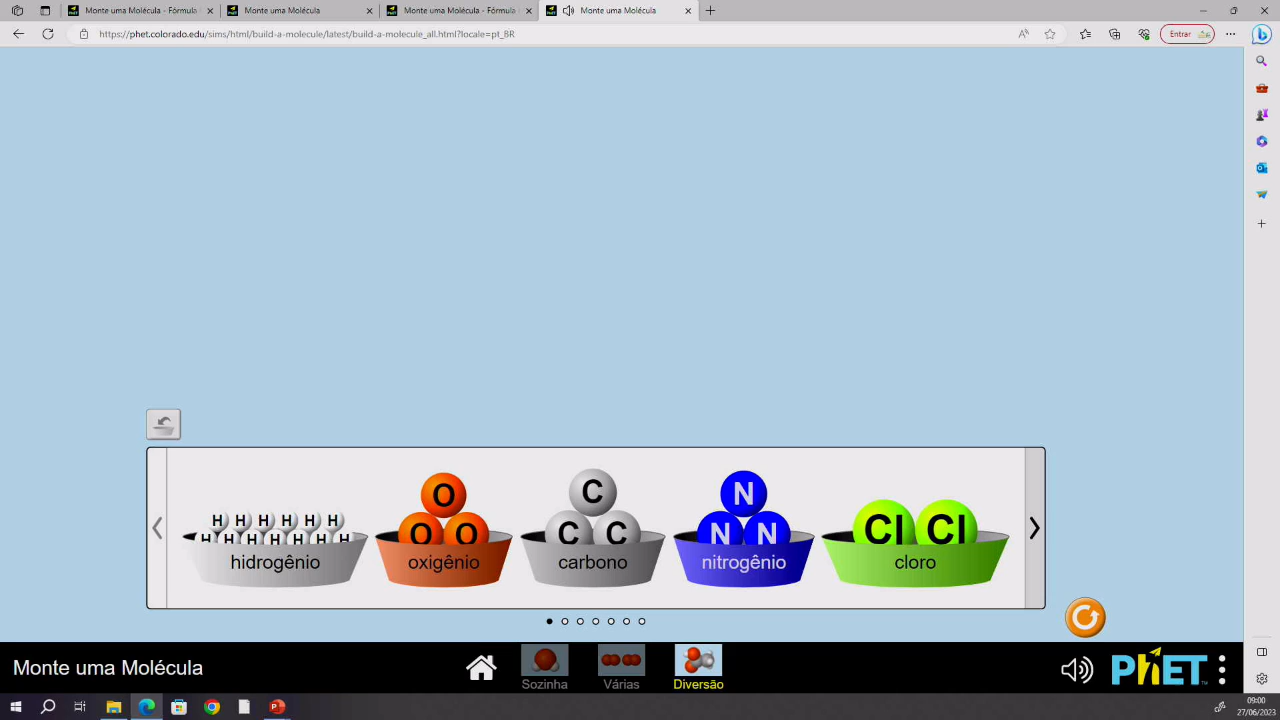 Monte uma Molécula - Fórmula
Monte uma Molécula
Monte uma Molécula - Fórmula
Monte uma Molécula
https://phet.colorado.edu/sims/html/build-a-molecule/latest/build-a-molecule_all.html?locale=pt_BR
Entrar
O C N
H H H H H H
H H H H H H H O O C C N N Cl Cl
hidrogênio oxigênio carbono nitrogênio cloro
Monte uma Molécula
Sozinha Várias Diversão
PhET
09:00
27/06/2023